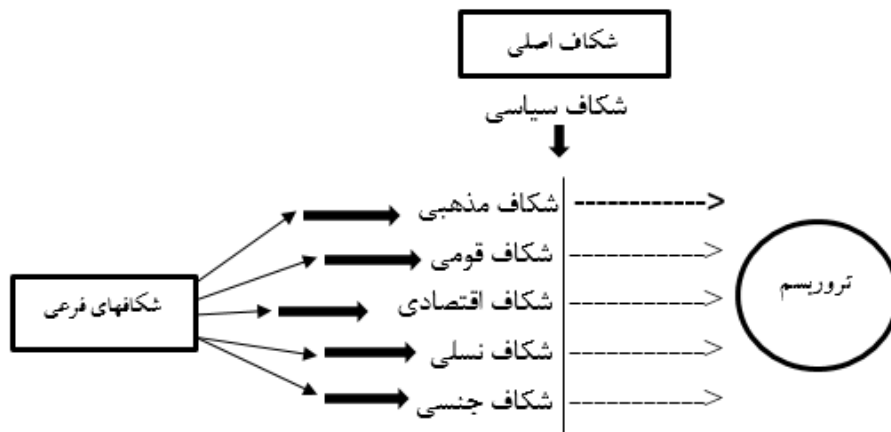 شکاف اصلی
شکاف سیاسی
شکاف مذهبی
شکاف قومی
شکاف اقتصادی
شکاف نسلی
شکاف جنسی
شکافهای فرعی
تروریسم